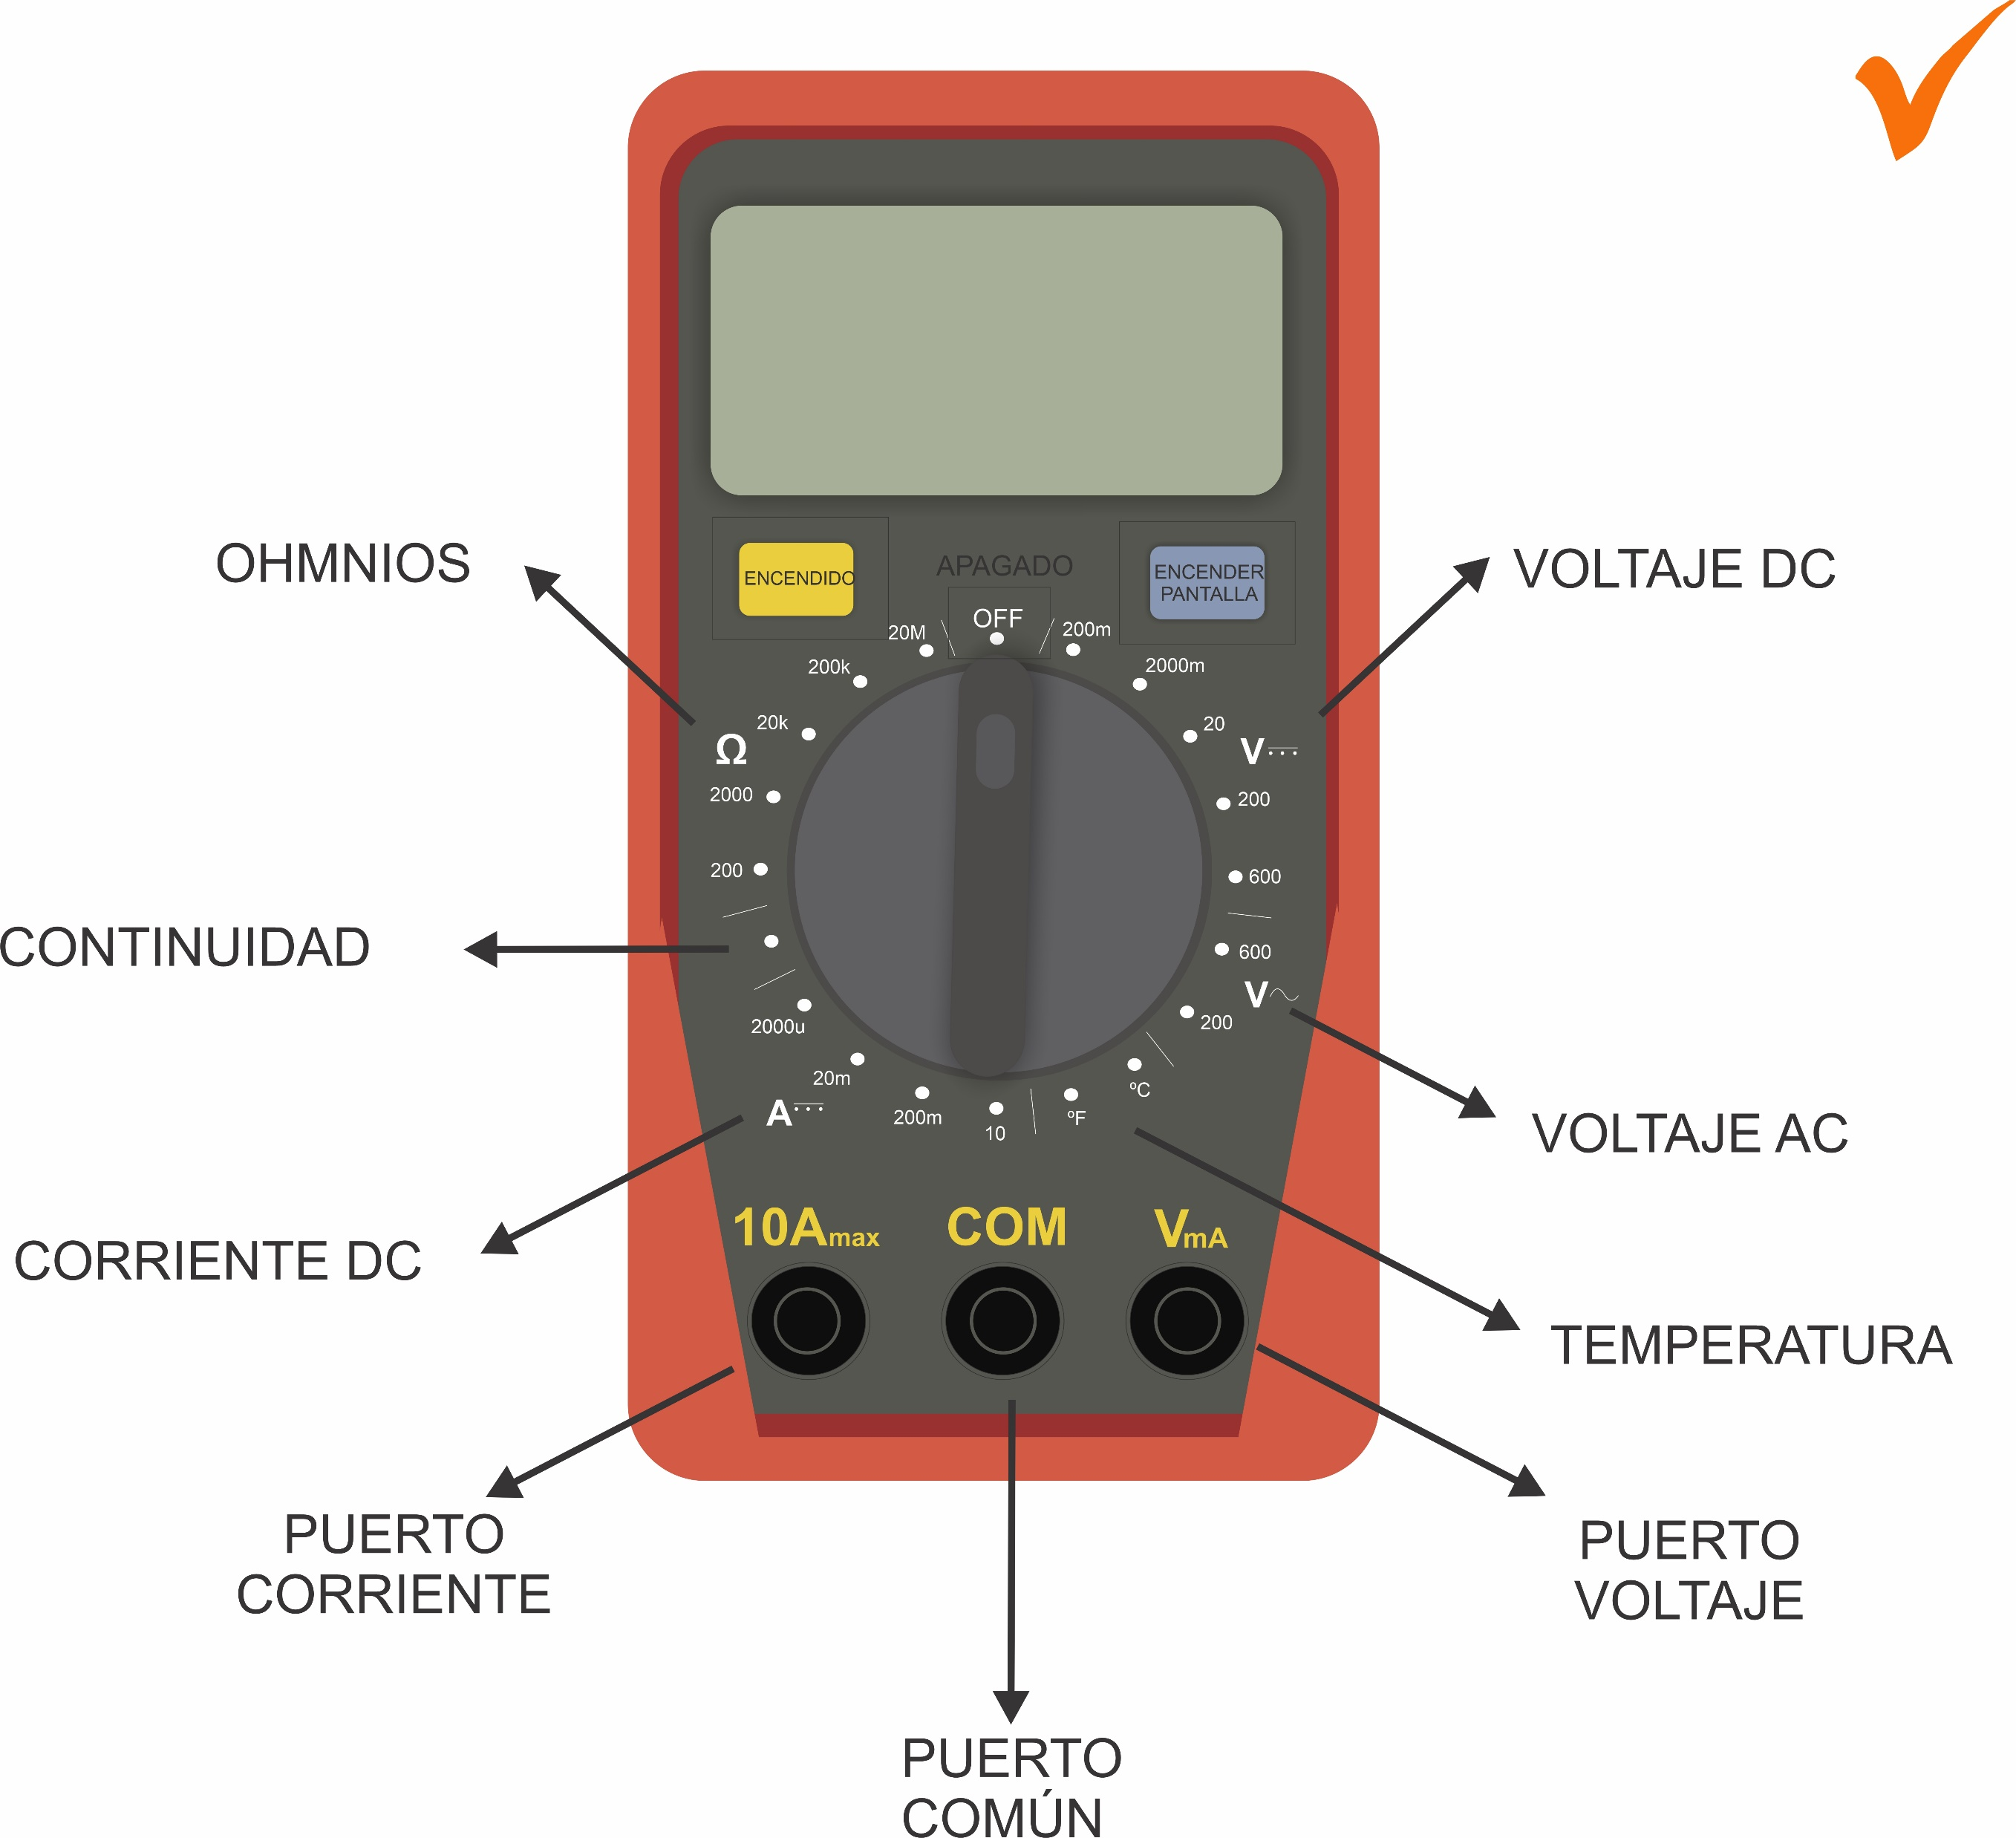 OHMNIOS
VOLTAJE DC
ENCENDIDO
APAGADO
ENCENDER
PANTALLA
OFF
20M
200m
200k
2000m
20k
20
Ω
V
2000
200
200
600
CONTINUIDAD
600
V
2000u
200
20m
ºC
A
200m
ºF
10
VOLTAJE AC
10Amax
COM
VmA
CORRIENTE DC
TEMPERATURA
PUERTO
CORRIENTE
PUERTO
VOLTAJE
PUERTO
COMÚN